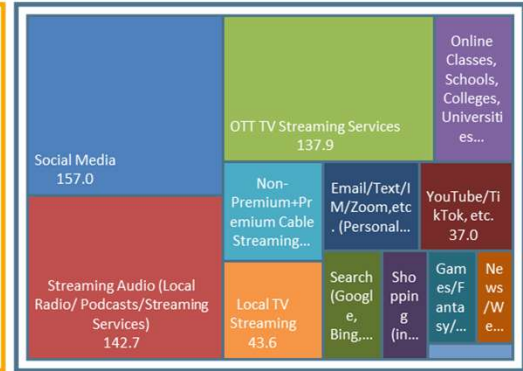 Social Media
157.0
Streaming Audio (Local
Radio/ Podcasts/Streaming
Services)
142.7
OTT TV Streaming Services
137.9
Online
Classes,
Schools,
Colleges,
Universiti
es...
Non-
Premium+Pr
emium Cable
Streaming...
Email/Text/I
M/Zoom,etc
. (Personal...
YouTube/Ti
kTok, etc.
37.0
Local TV
Streaming
43.6
Search
(Googl
e,
Bing,...
Sho
ppin
g
(in...
Gam
es/F
anta
sy/...
Ne
ws
/We
...